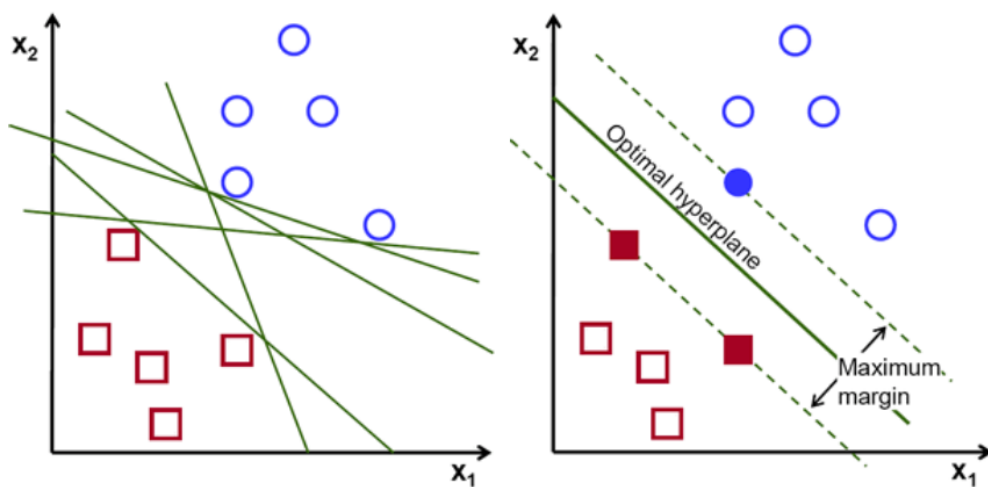 x₂
x₁
x₂
Optimal hyperplane
Maximum
margin
x₁